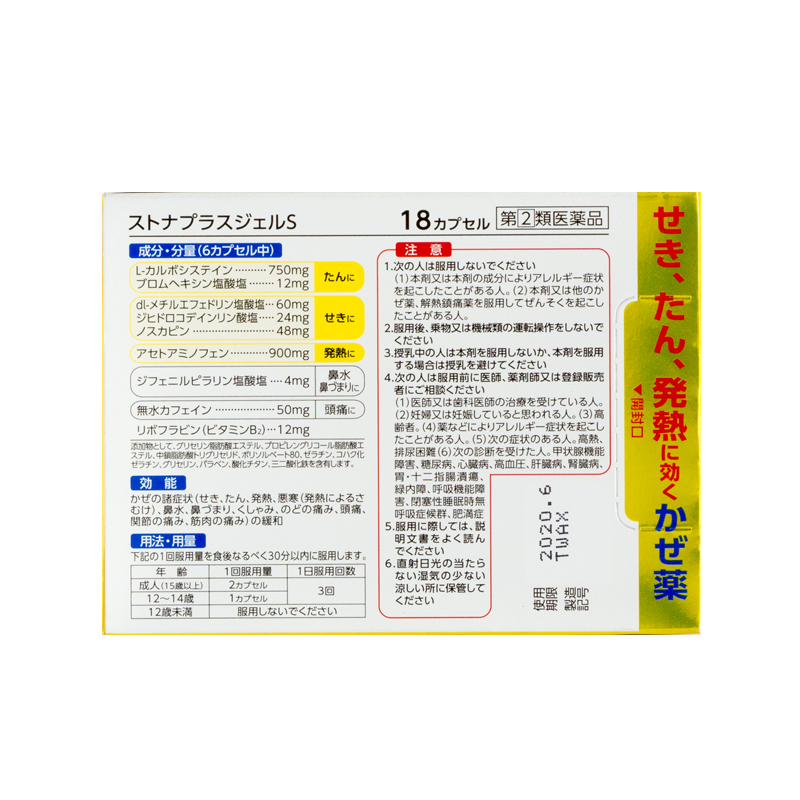 ストナプラスジェルS
18カプセル 第②類医薬品
成分・分量(6カプセル中)
L-カルボシステイン……… 750mg
ブロムヘキシン塩酸塩…… 12mg
たんに
dl-メチルエフェドリン塩酸塩… 60mg
ジヒドロコデインリン酸塩…… 24mg
ノスカピン……………… 48mg
せきに
アセトアミノフェン…………900mg
発熱に
ジフェニルピラリン塩酸塩…4mg
鼻水
鼻づまりに
無水カフェイン…………… 50mg
頭痛に
リボフラビン(ビタミンB₂)…12mg
添加物として、グリセリン脂肪酸エステル、プロピレングリコール脂肪酸エ
ステル、中鎖脂肪酸トリグリセリド、ポリソルベート80、ゼラチン、コハク化
ゼラチン、グリセリン、パラベン、酸化チタン、三二酸化鉄を含有します。
効能
かぜの諸症状(せき、たん、発熱、悪寒(発熱によるさ
むけ)、鼻水、鼻づまり、くしゃみ、のどの痛み、頭痛、
関節の痛み、筋肉の痛み)の緩和
用法・用量
下記の1回服用量を食後なるべく30分以内に服用します。
年齢 1回服用量 1日服用回数
成人(15歳以上) 2カプセル 3回
12〜14歳 1カプセル
12歳未満 服用しないでください
注意
1.次の人は服用しないでください
(1)本剤又は本剤の成分によりアレルギー症状
を起こしたことがある人。(2)本剤又は他のか
ぜ薬、解熱鎮痛薬を服用してぜんそくを起こし
たことがある人。
2.服用後、乗物又は機械類の運転操作をしないで
ください
3.授乳中の人は本剤を服用しないか、本剤を服用
する場合は授乳を避けてください
4.次の人は服用前に医師、薬剤師又は登録販売
者にご相談ください
(1)医師又は歯科医師の治療を受けている人。
(2)妊婦又は妊娠していると思われる人。(3)高
齢者。(4)薬などによりアレルギー症状を起こし
たことがある人。(5)次の症状のある人。高熱、
排尿困難(6)次の診断を受けた人。甲状腺機能
障害、糖尿病、心臓病、高血圧、肝臓病、腎臓病、
胃・十二指腸潰瘍、
緑内障、呼吸機能障
害、閉塞性睡眠時無
呼吸症候群、肥満症
5.服用に際しては、説
明文書をよく読んで
ください
6.直射日光の当たら
ない湿気の少ない
涼しい所に保管して
ください
使用期限
2020.6
製造記号
TWAX
▼開封口
せき、たん、発熱に効くかぜ薬